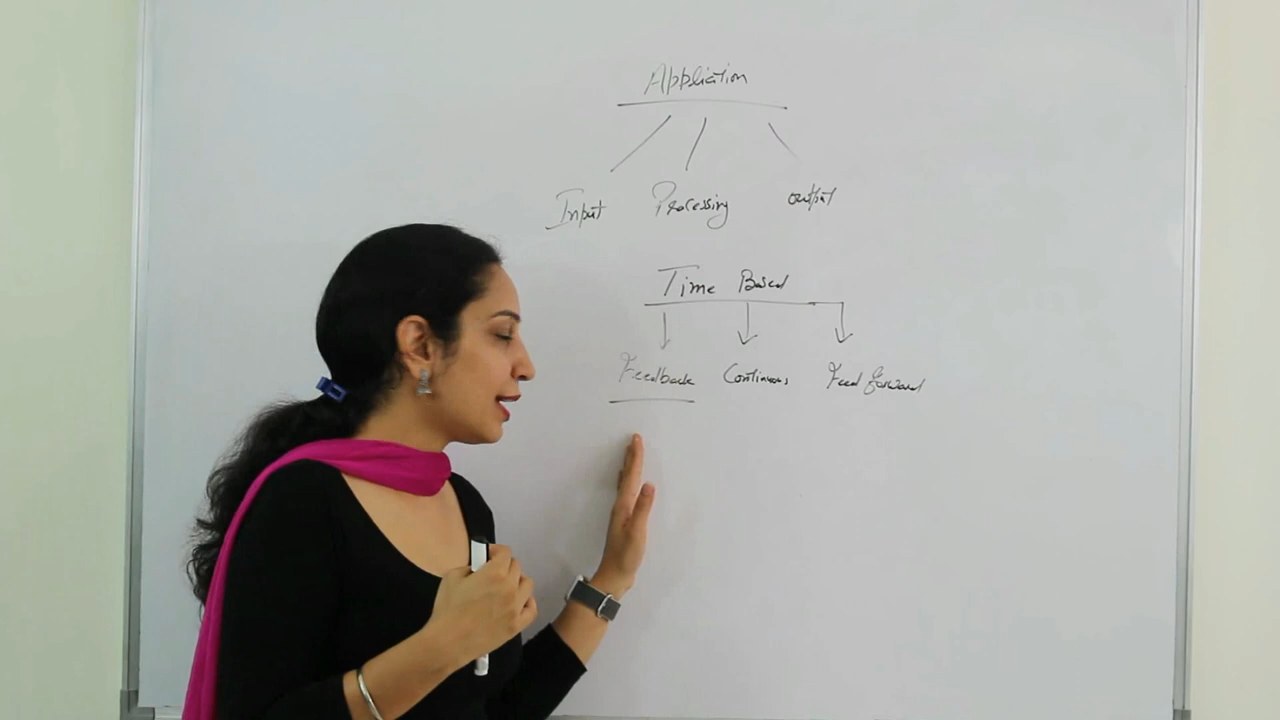 Application
Input Processing output
Time Based
Feedback Continuous Feed forward